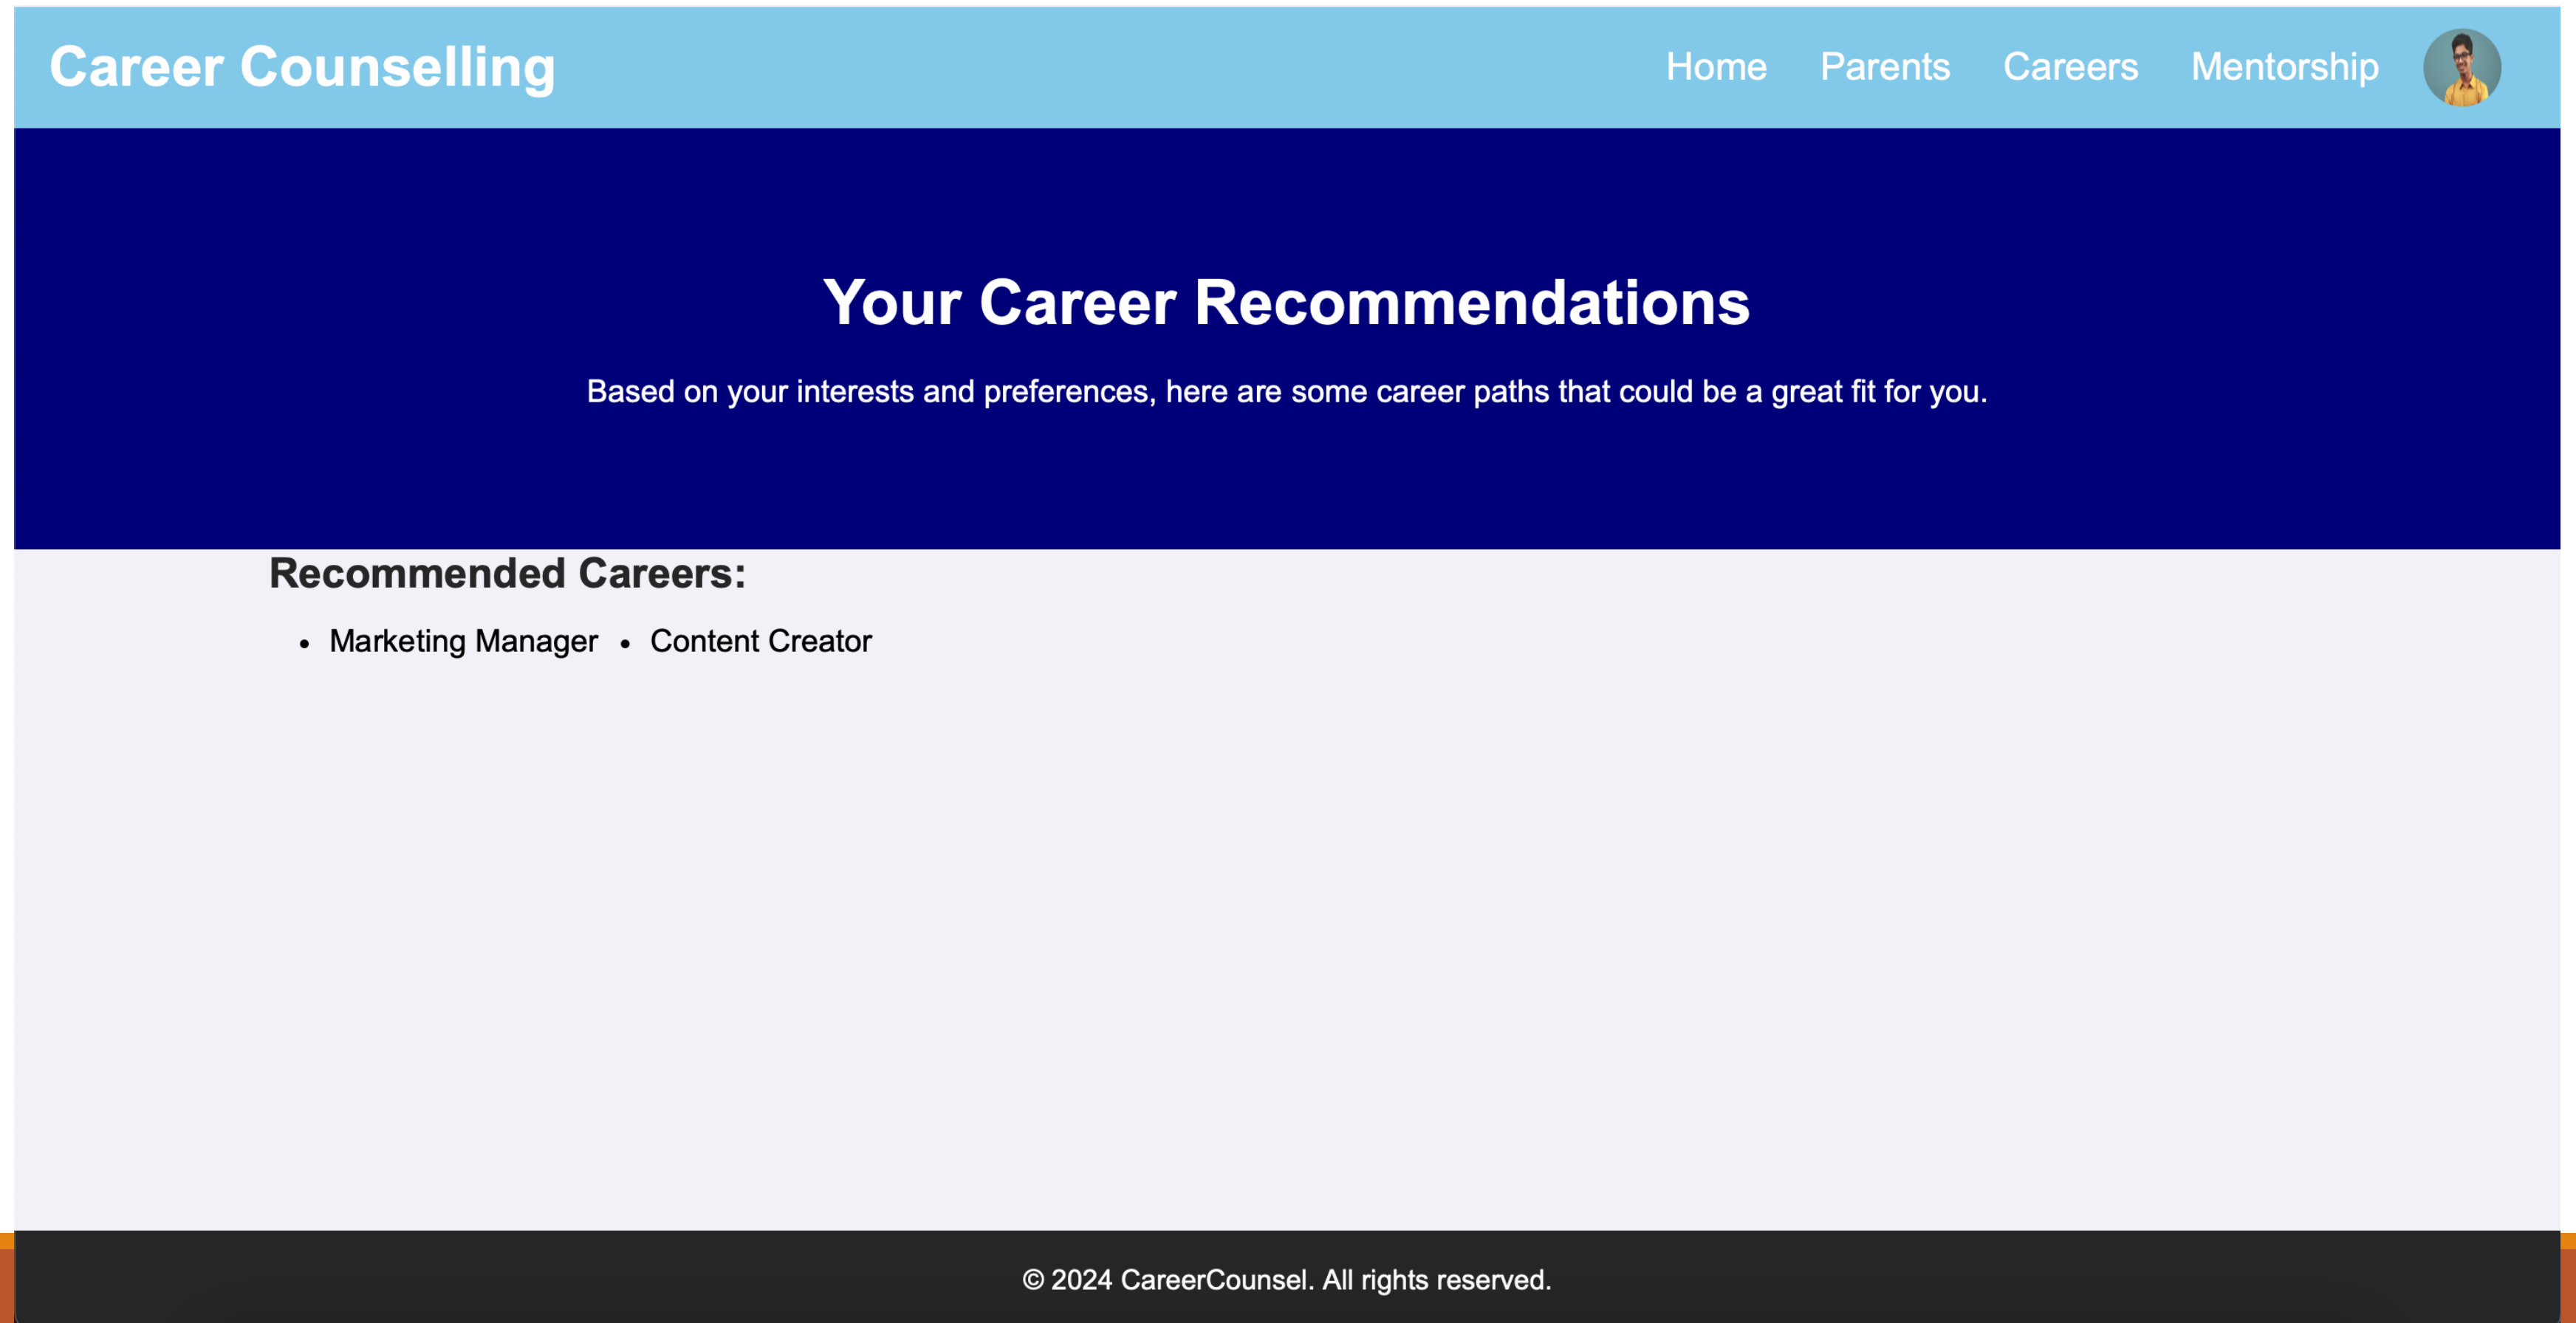 Career Counselling
Home Parents Careers Mentorship
Your Career Recommendations
Based on your interests and preferences, here are some career paths that could be a great fit for you.
Recommended Careers:
• Marketing Manager • Content Creator
© 2024 CareerCounsel. All rights reserved.